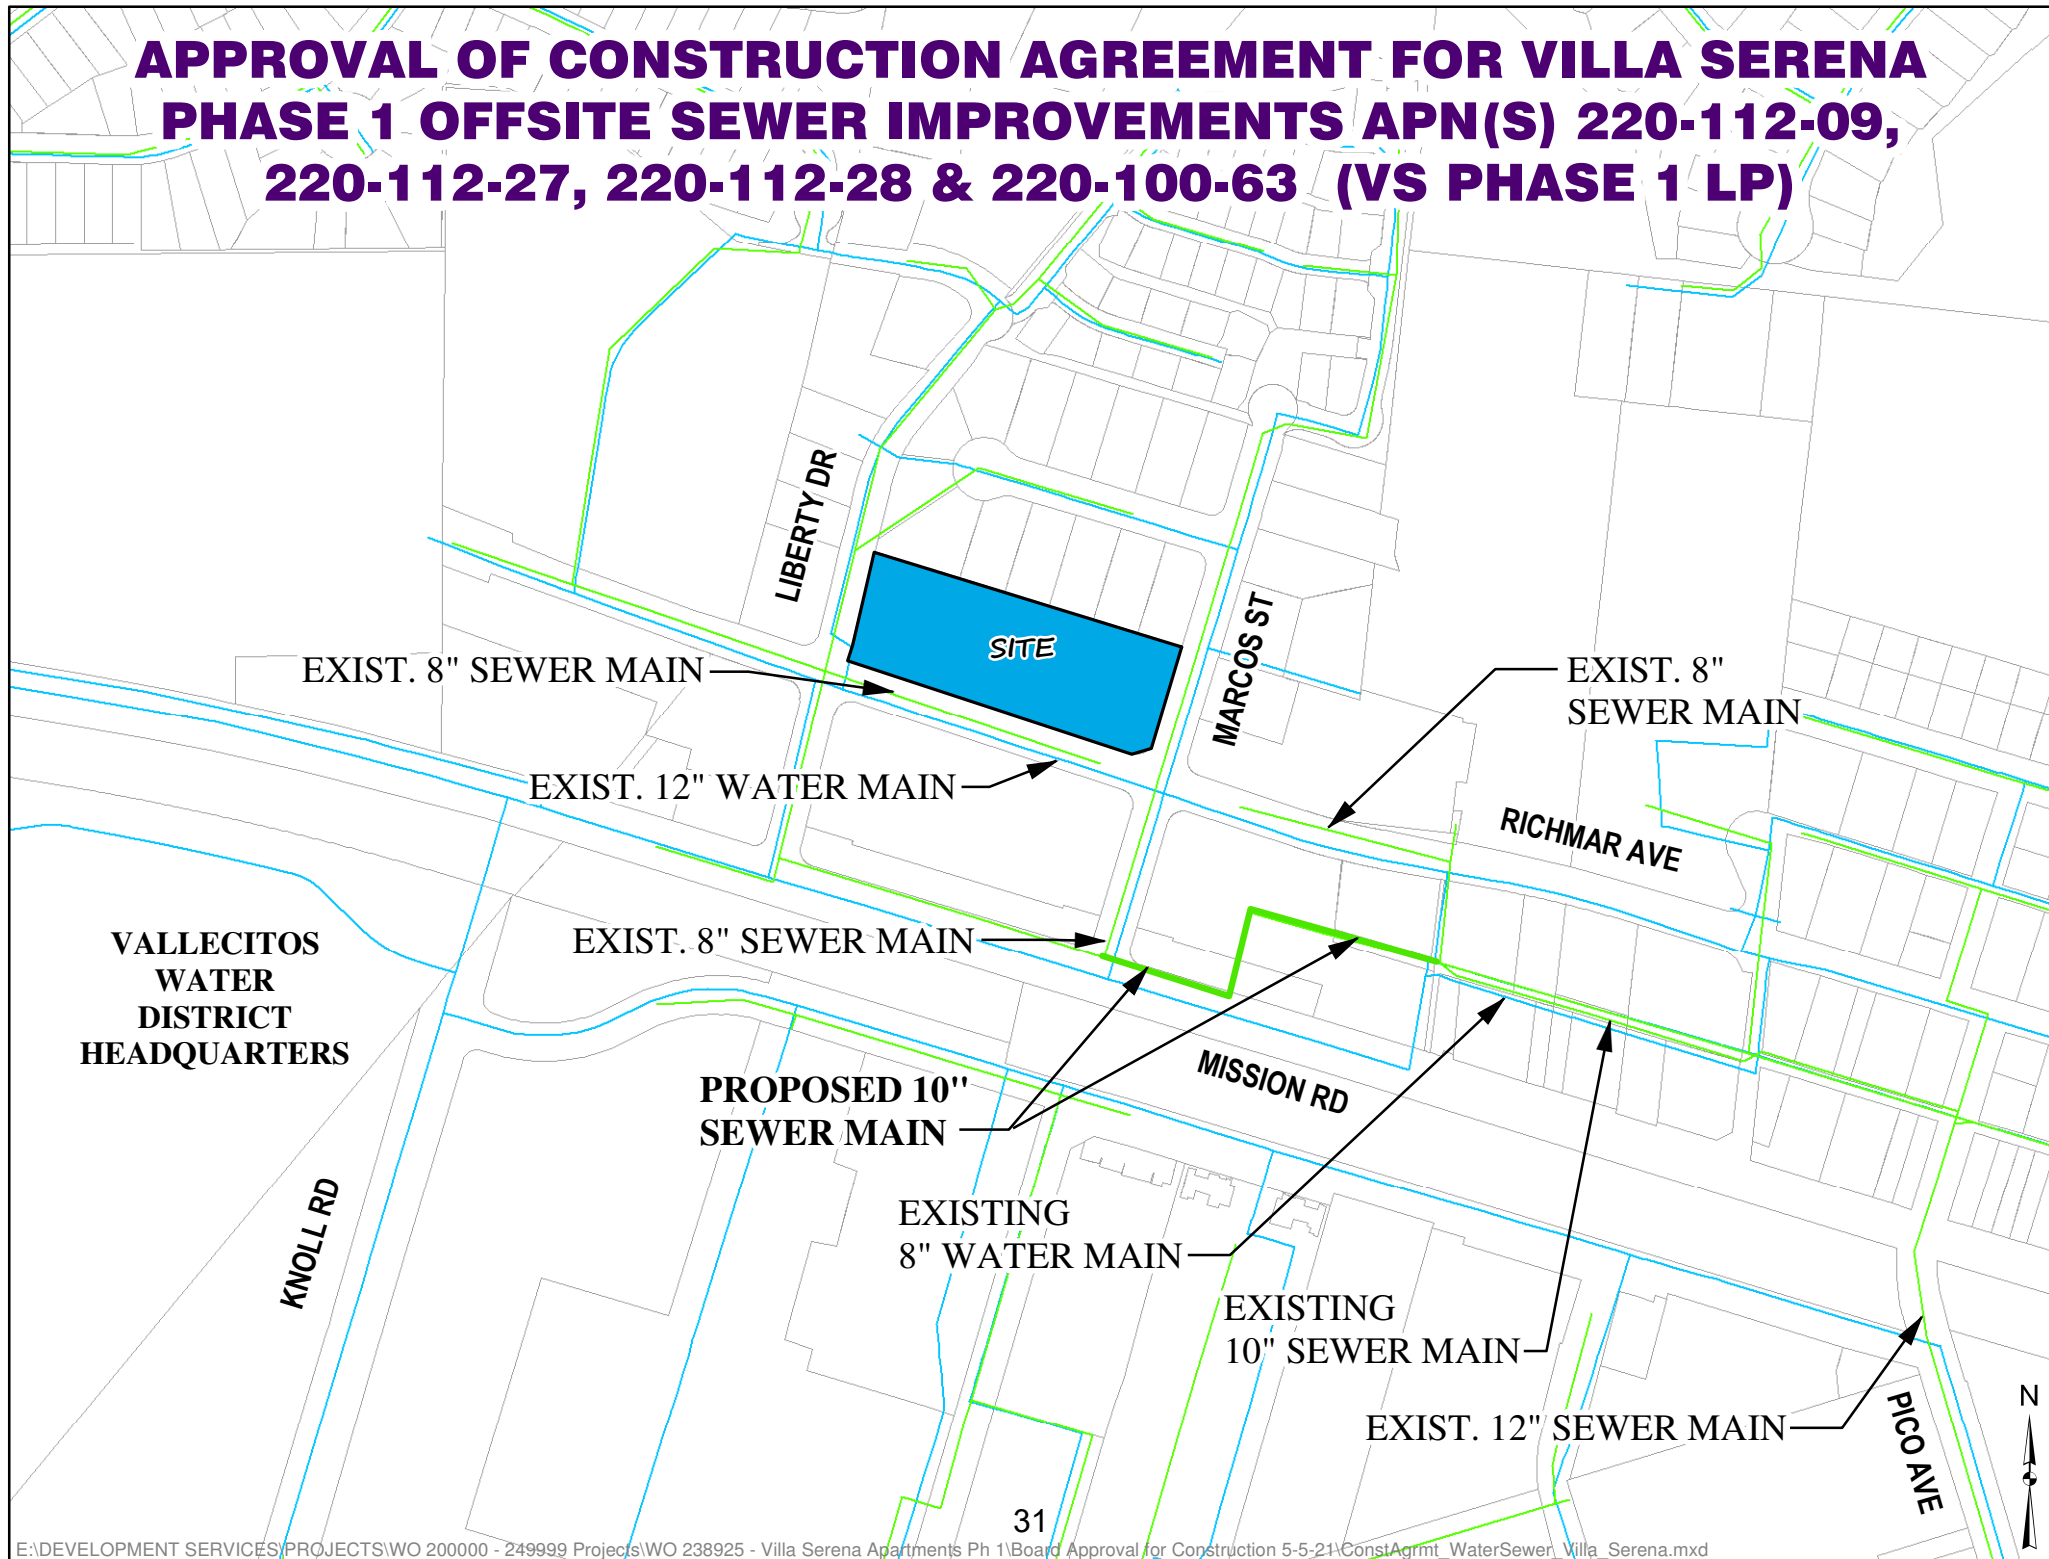 APPROVAL OF CONSTRUCTION AGREEMENT FOR VILLA SERENA
PHASE 1 OFFSITE SEWER IMPROVEMENTS APN(S) 220-112-09,
220-112-27, 220-112-28 & 220-100-63 (VS PHASE 1 LP)
LIBERTY DR
SITE
MARCOS ST
EXIST. 8" SEWER MAIN
EXIST. 8"
SEWER MAIN
EXIST. 12" WATER MAIN
RICHMAR AVE
EXIST. 8" SEWER MAIN
VALLECITOS
WATER
DISTRICT
HEADQUARTERS
MISSION RD
PROPOSED 10"
SEWER MAIN
KNOLL RD
EXISTING
8" WATER MAIN
EXISTING
10" SEWER MAIN
EXIST. 12" SEWER MAIN
PICO AVE
N
31
E:\DEVELOPMENT SERVICES\PROJECTS\WO 200000 - 249999 Projects\WO 238925 - Villa Serena Apartments Ph 1\Board Approval for Construction 5-5-21\ConstAgrmt_WaterSewer_Villa_Serena.mxd